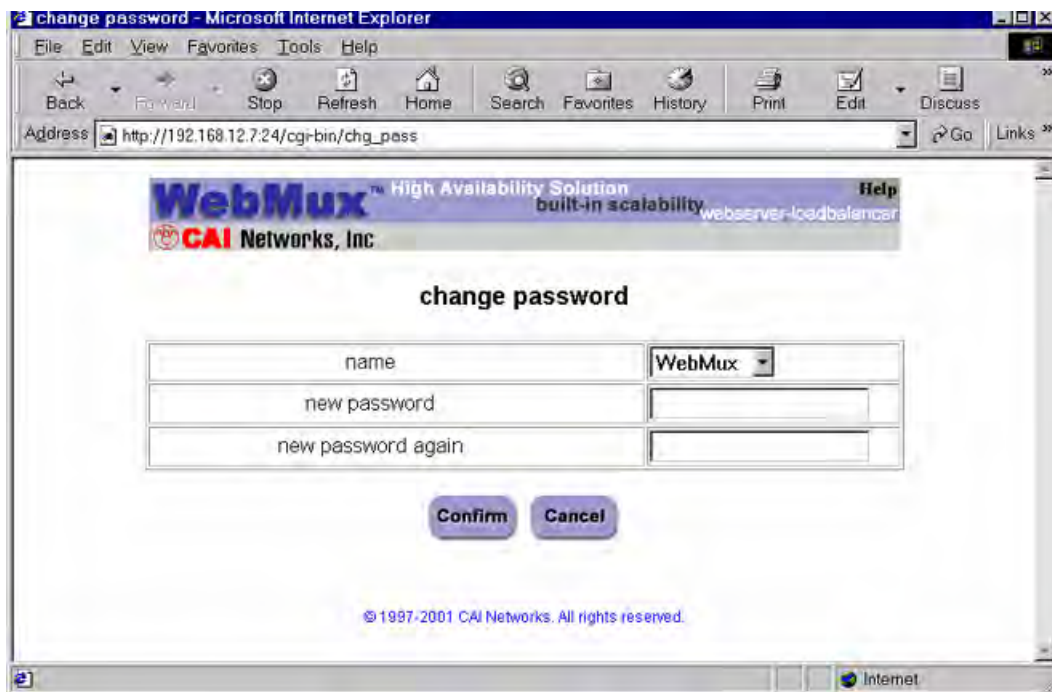 change password - Microsoft Internet Explorer
File Edit View Favorites Tools Help
Back Forward Stop Refresh Home Search Favorites History Print Edit Discuss »
Address http://192.168.12.7:24/cgi-bin/chg_pass Go Links »
WebMux™ High Availability Solution Help
built-in scalability
webserver-loadbalancer
CAI Networks, Inc
change password
name WebMux
new password
new password again
Confirm Cancel
© 1997-2001 CAI Networks. All rights reserved.
Internet